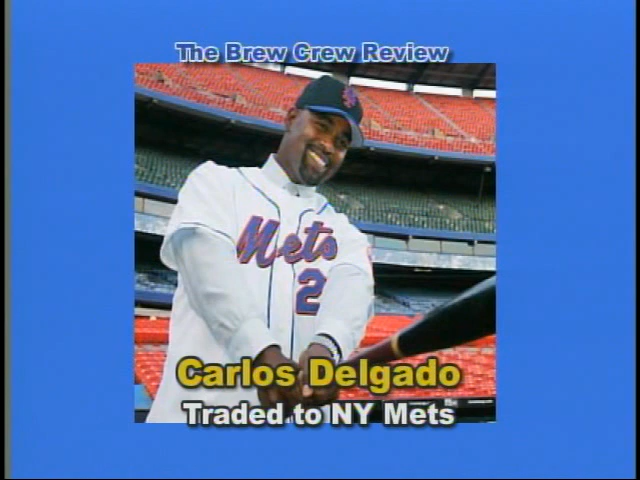 The Brew Crew Review
Mets
2
Carlos Delgado
Traded to NY Mets